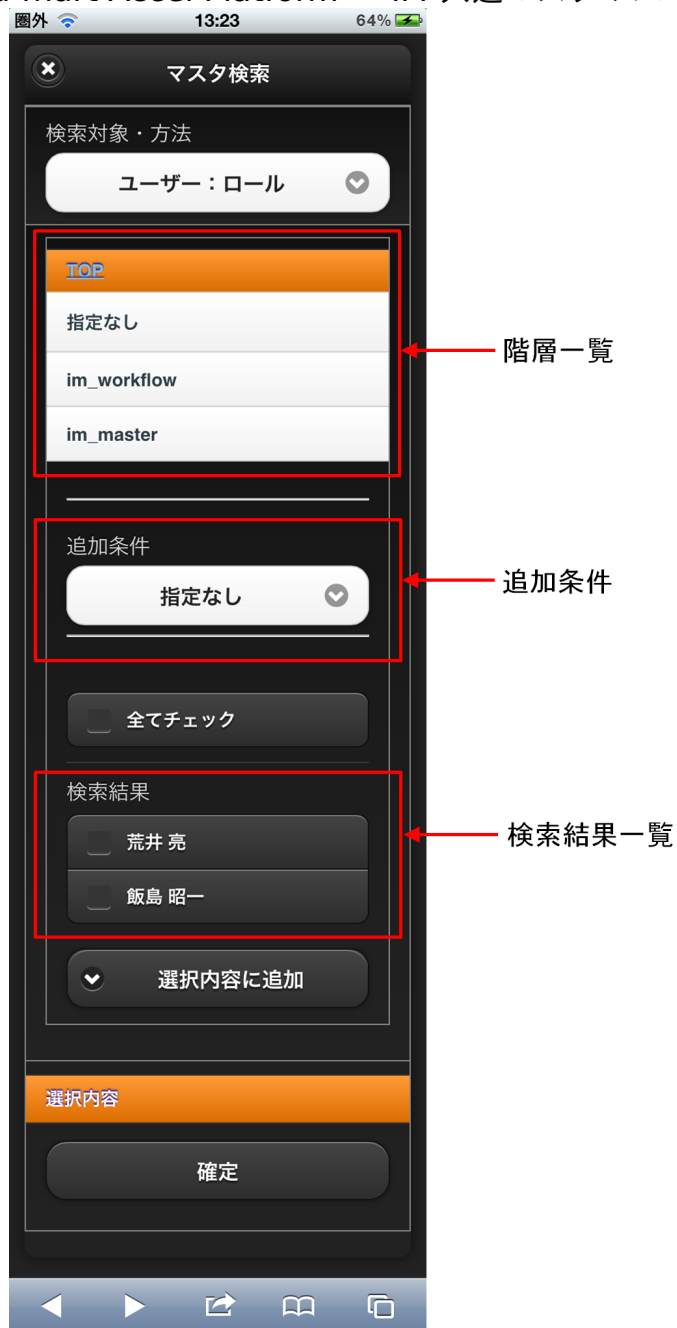 圏外 13:23 64%
マスタ検索
検索対象・方法
ユーザー：ロール
TOP
指定なし
im_workflow
im_master
階層一覧
追加条件
指定なし
追加条件
全てチェック
検索結果
荒井 亮
飯島 昭一
検索結果一覧
選択内容に追加
選択内容
確定